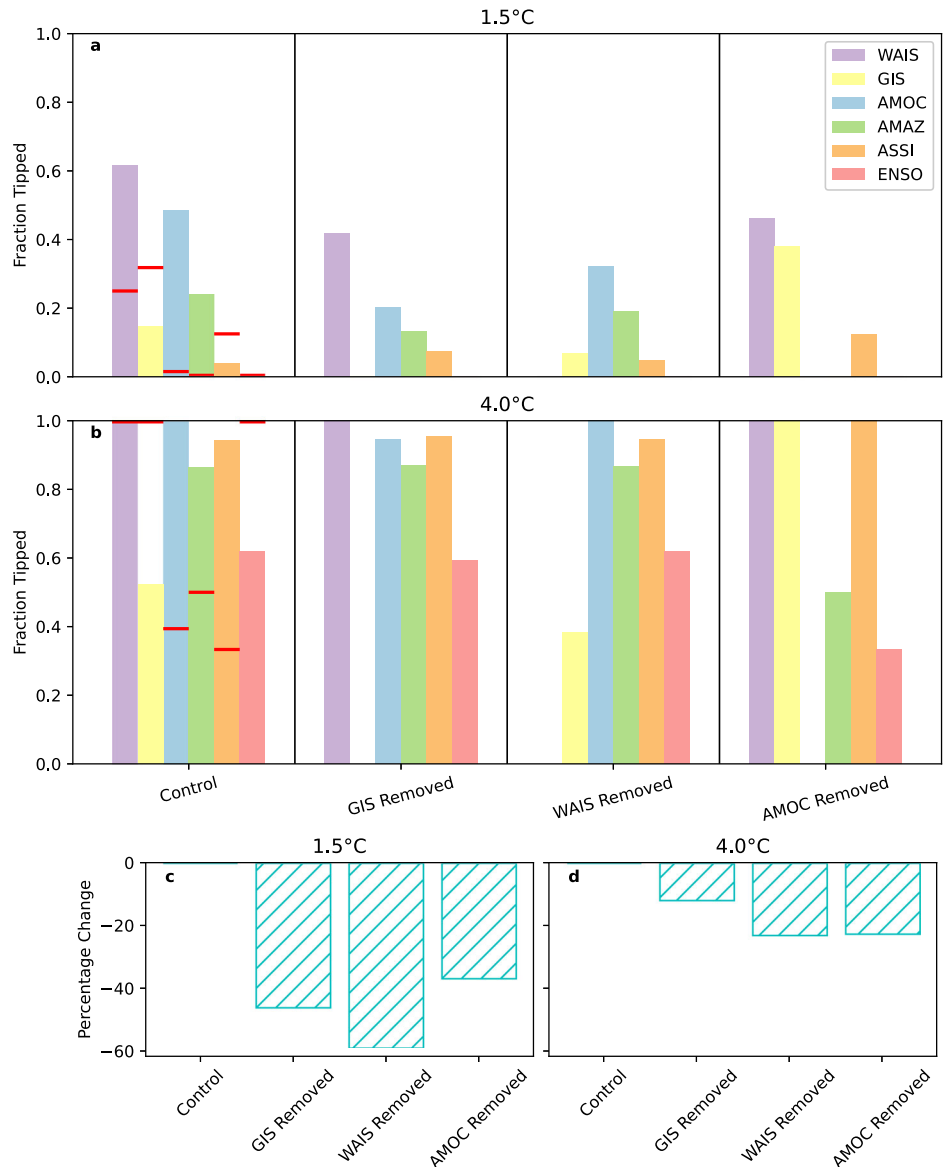 1.5°C
a
WAIS
GIS
AMOC
AMAZ
ASSI
ENSO
Fraction Tipped
1.0
0.8
0.6
0.4
0.2
0.0
4.0°C
b
Fraction Tipped
1.0
0.8
0.6
0.4
0.2
0.0
Control
GIS Removed
WAIS Removed
AMOC Removed
1.5°C
c
Percentage Change
0
−20
−40
−60
Control
GIS Removed
WAIS Removed
AMOC Removed
4.0°C
d
Control
GIS Removed
WAIS Removed
AMOC Removed